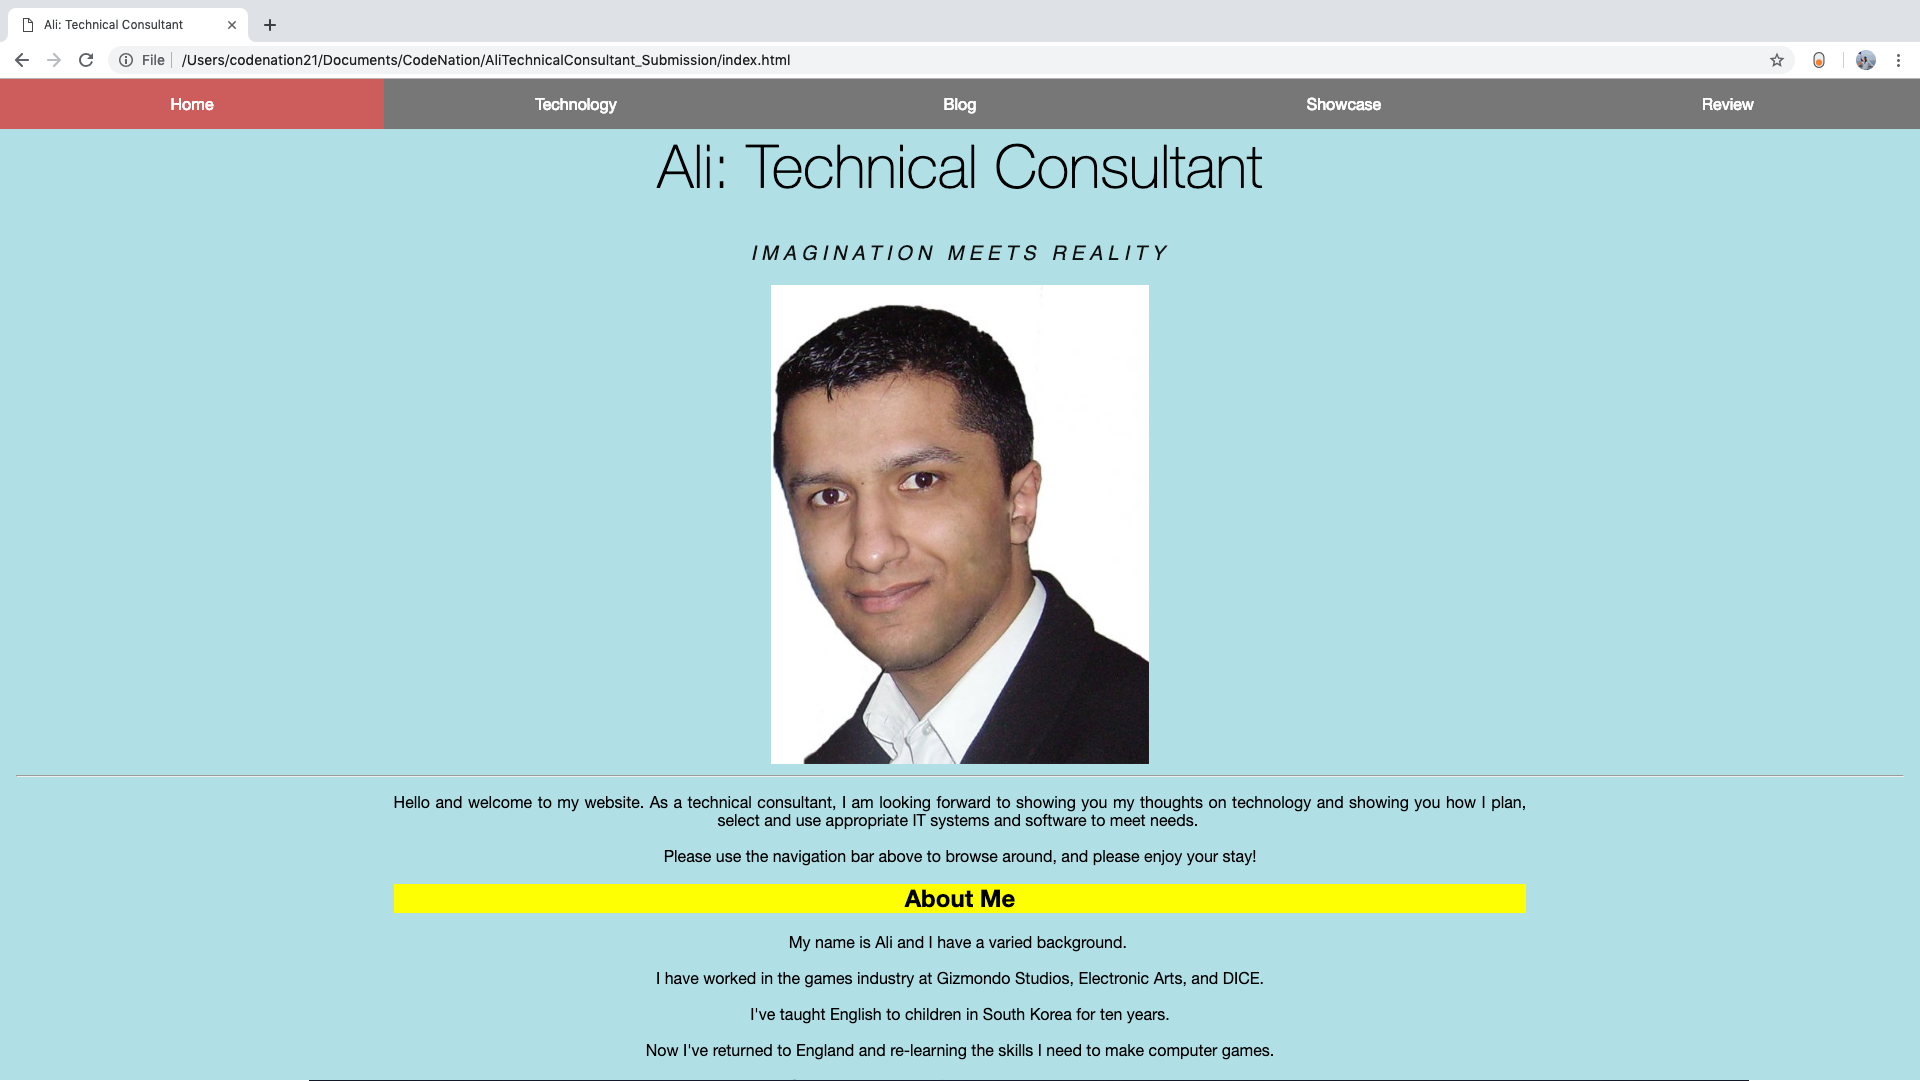 Ali: Technical Consultant
File /Users/codenation21/Documents/CodeNation/AliTechnicalConsultant_Submission/index.html
Home Technology Blog Showcase Review
Ali: Technical Consultant
IMAGINATION MEETS REALITY
Hello and welcome to my website. As a technical consultant, I am looking forward to showing you my thoughts on technology and showing you how I plan,
select and use appropriate IT systems and software to meet needs.
Please use the navigation bar above to browse around, and please enjoy your stay!
About Me
My name is Ali and I have a varied background.
I have worked in the games industry at Gizmondo Studios, Electronic Arts, and DICE.
I've taught English to children in South Korea for ten years.
Now I've returned to England and re-learning the skills I need to make computer games.